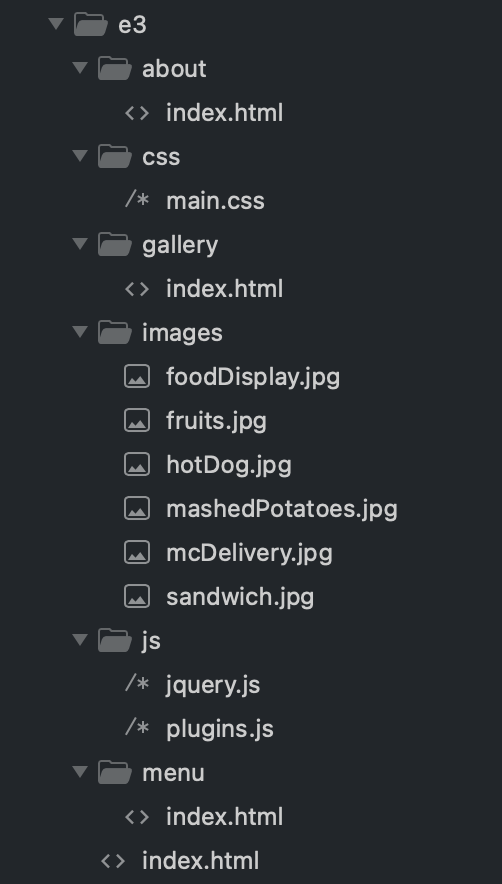 e3
about
<> index.html
css
/* main.css
gallery
<> index.html
images
foodDisplay.jpg
fruits.jpg
hotDog.jpg
mashedPotatoes.jpg
mcDelivery.jpg
sandwich.jpg
js
/* jquery.js
/* plugins.js
menu
<> index.html
<> index.html